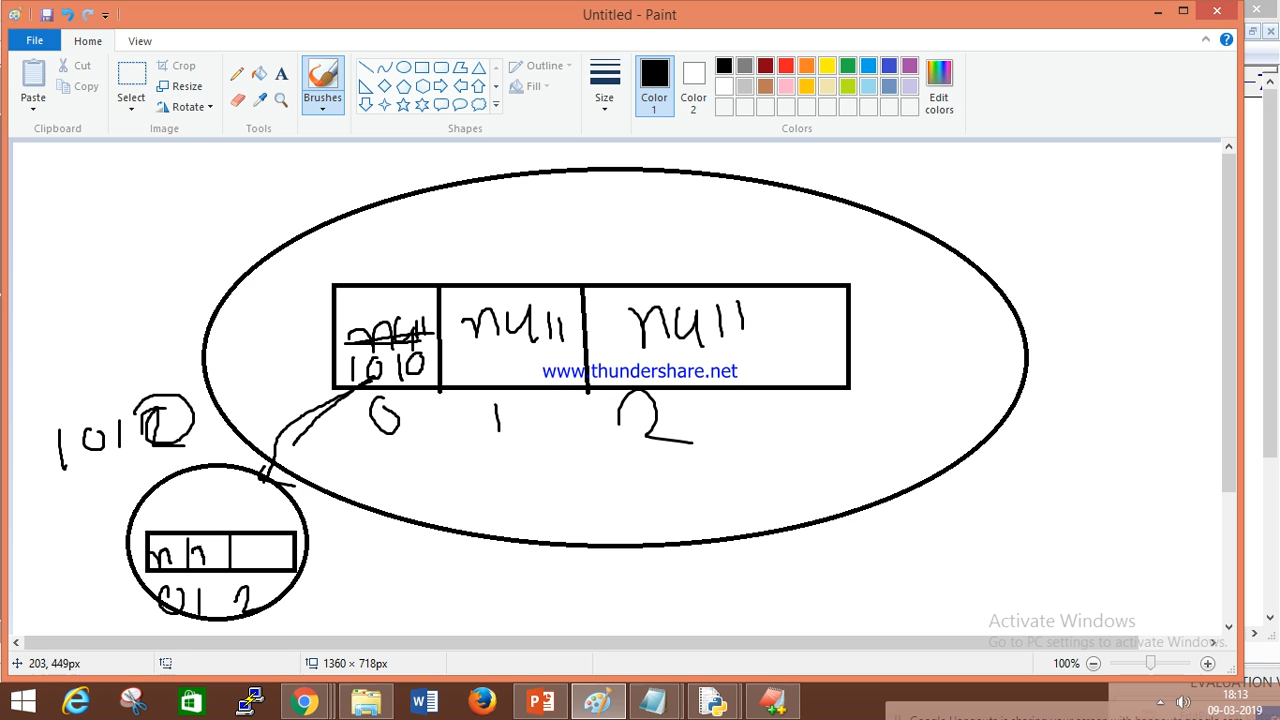 Untitled - Paint
File Home View
Paste
Cut
Copy
Clipboard
Select
Crop
Resize
Rotate
Image
Tools
Brushes
Shapes
Outline
Fill
Size
Color 1
Color 2
Edit colors
Colors
null null null
1010
www.thundershare.net
0 1 2
101
n n
0 1 2
Activate Windows
Go to PC settings to activate Windows.
203, 449px
1360 × 718px
100%
EVALUATION
18:13
09-03-2019